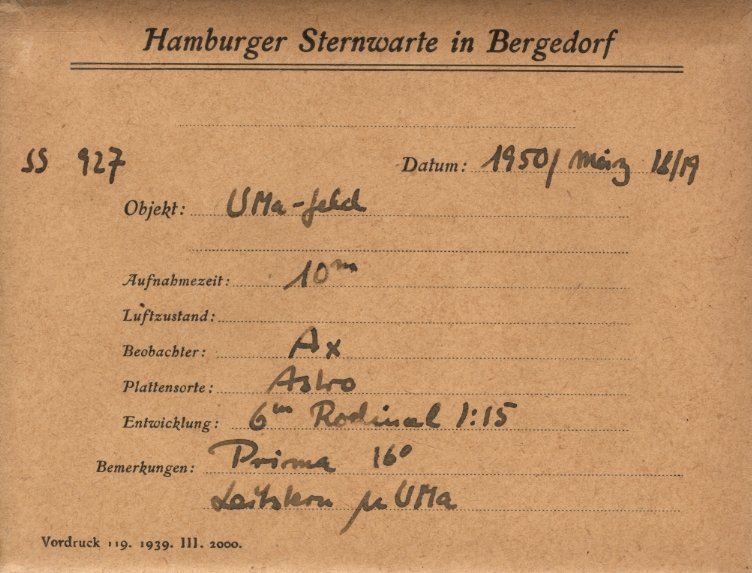 Hamburger Sternwarte in Bergedorf
SS 927 Datum: 1950/März 18/19
Objekt: UMa-feld
Aufnahmezeit: 10ᵐ
Luftzustand:
Beobachter: Ax
Plattensorte: Astro
Entwicklung: 6ᵐ Rodinal 1:15
Bemerkungen: Prisma 16°
Leitstern μ UMa
Vordruck 119. 1939. III. 2000.